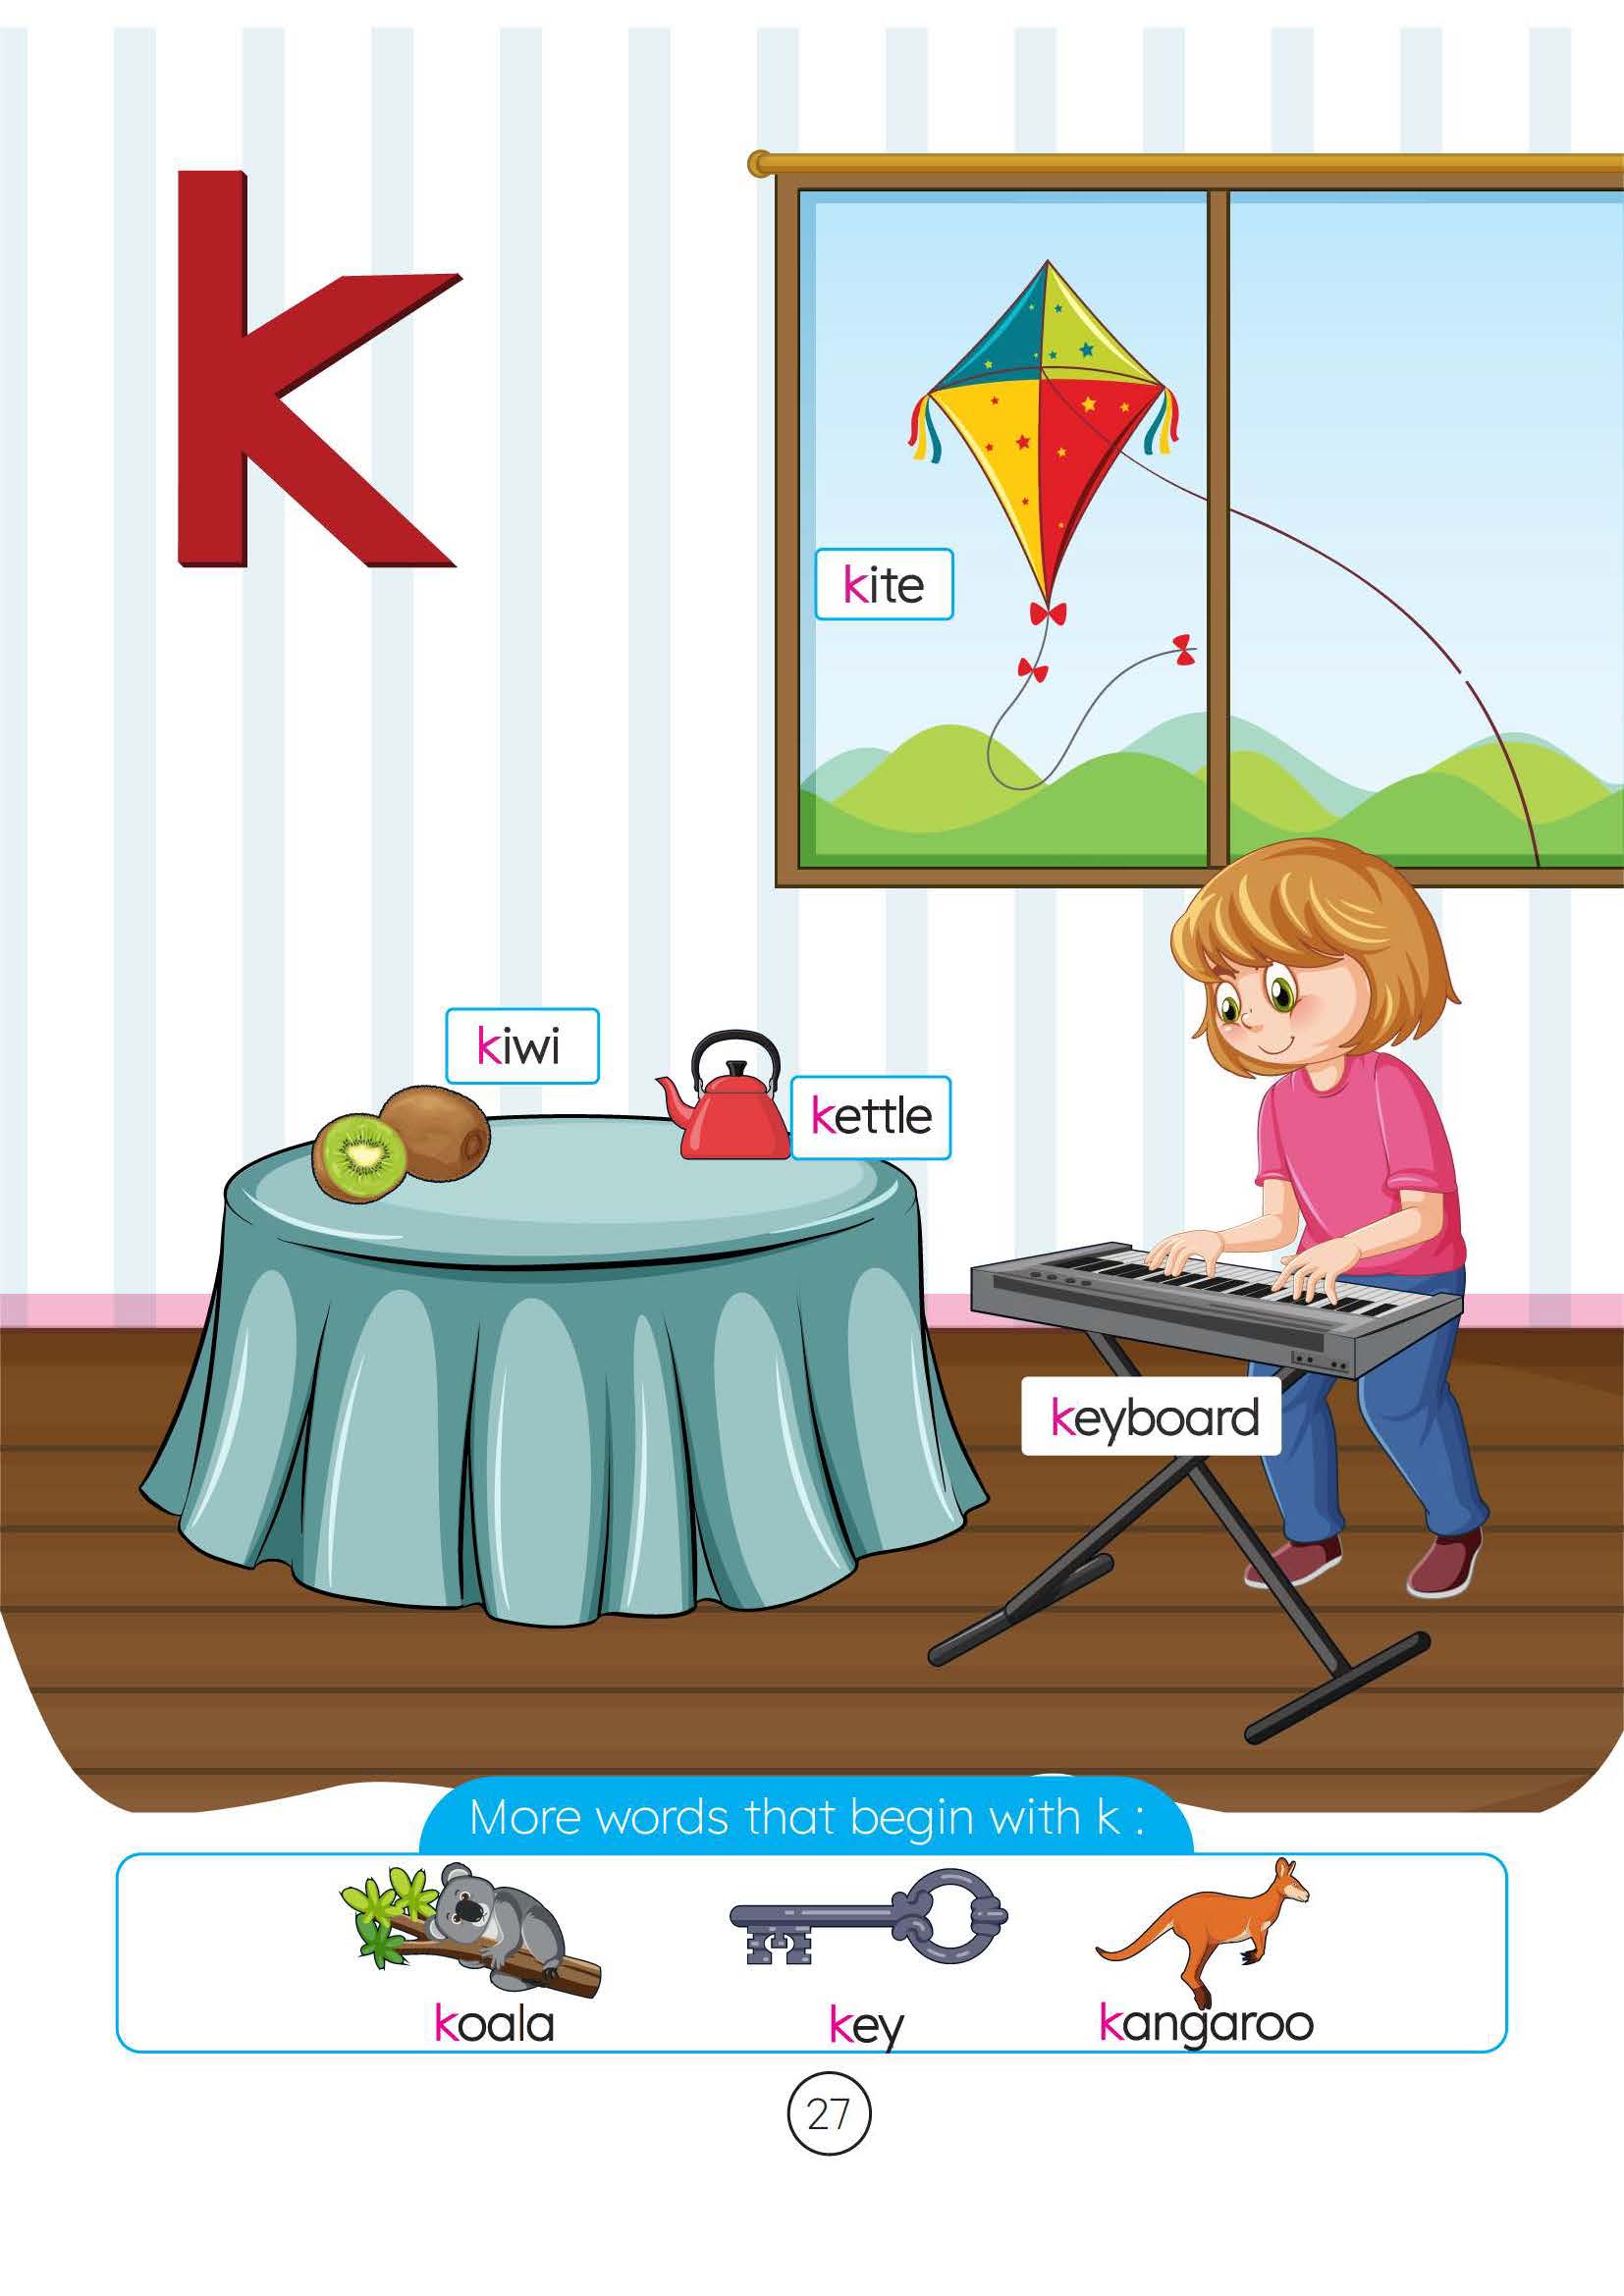 k
kite
kiwi
kettle
keyboard
More words that begin with k :
koala
key
kangaroo
27